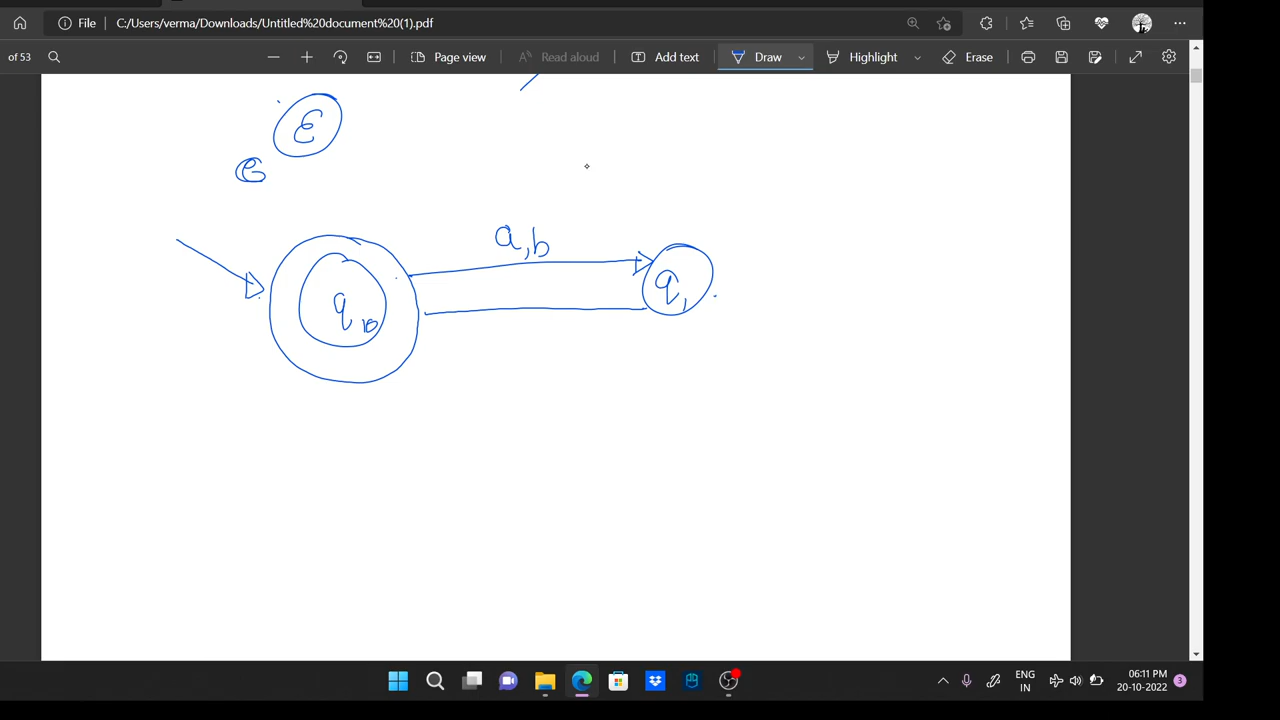 File C:/Users/verma/Downloads/Untitled%20document%20(1).pdf
of 53 Page view Read aloud Add text Draw Highlight Erase
ε
a,b
q
q1
ENG
IN
06:11 PM
20-10-2022
3